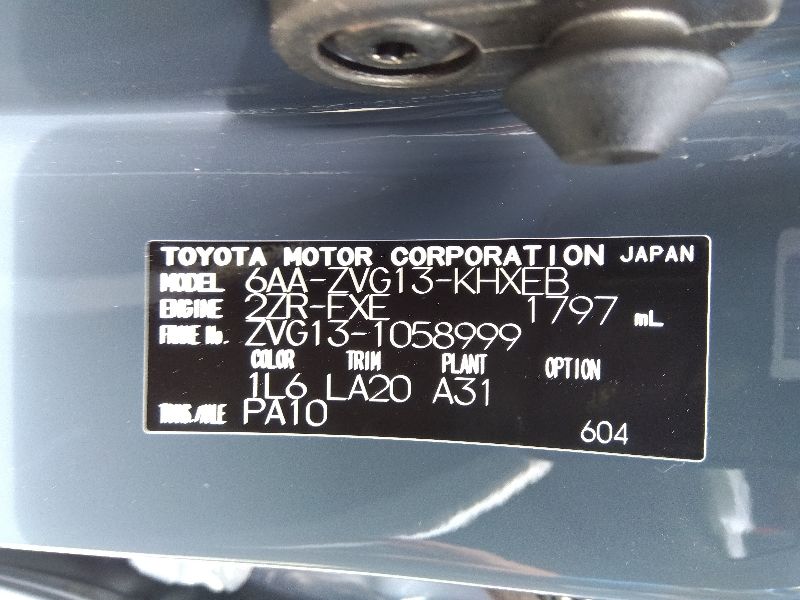 TOYOTA MOTOR CORPORATION JAPAN
MODEL 6AA-ZVG13-KHXEB
ENGINE 2ZR-FXE 1797 mL
FRAME No. ZVG13-1058999
COLOR TRIM PLANT OPTION
1L6 LA20 A31
TRANS./AXLE PA10
604